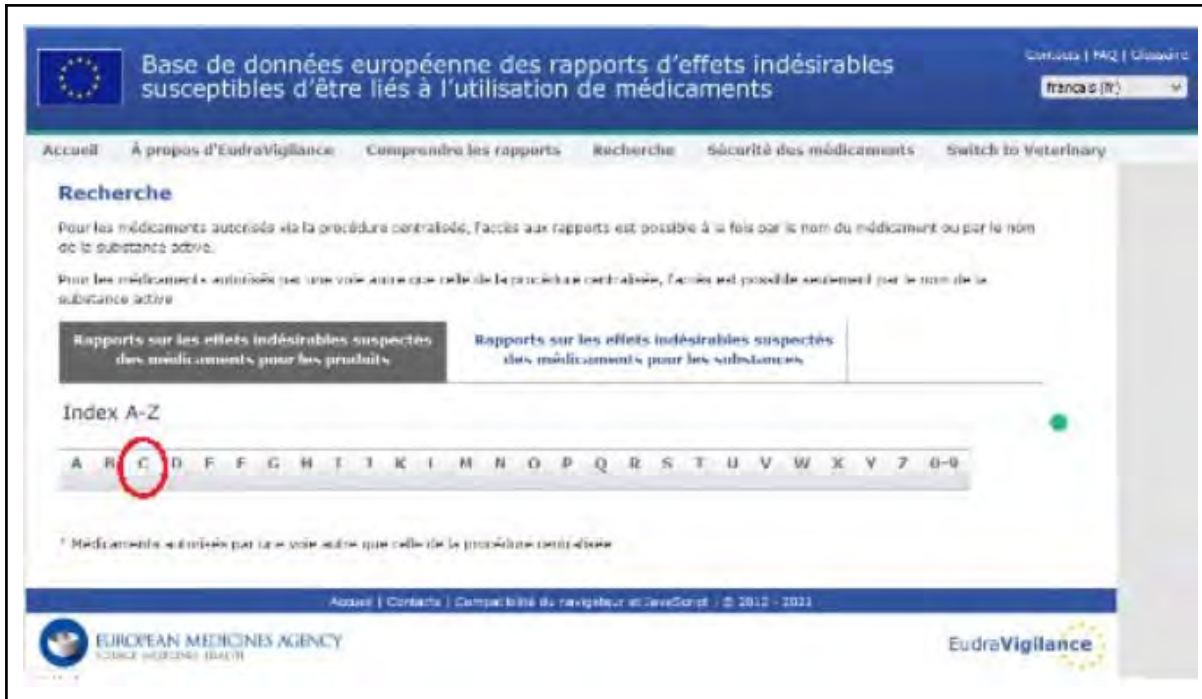 Base de données européenne des rapports d'effets indésirables
susceptibles d'être liés à l'utilisation de médicaments
Contacts | FAQ | Glossaire
français (fr)
Accueil À propos d'EudraVigilance Comprendre les rapports Recherche Sécurité des médicaments Switch to Veterinary
Recherche
Pour les médicaments autorisés via la procédure centralisée, l'accès aux rapports est possible à la fois par le nom du médicament ou par le nom
de la substance active.
Pour les médicaments autorisés par une voie autre que celle de la procédure centralisée, l'accès est possible seulement par le nom de la
substance active
Rapports sur les effets indésirables suspectés
des médicaments pour les produits
Rapports sur les effets indésirables suspectés
des médicaments pour les substances
Index A-Z
A B C D E F G H I J K L M N O P Q R S T U V W X Y Z 0-9
* Médicaments autorisés par une voie autre que celle de la procédure centralisée
Accueil | Contacts | Compatibilité du navigateur et JavaScript | © 2012 - 2021
EUROPEAN MEDICINES AGENCY
SCIENCE MEDICINES HEALTH
EudraVigilance